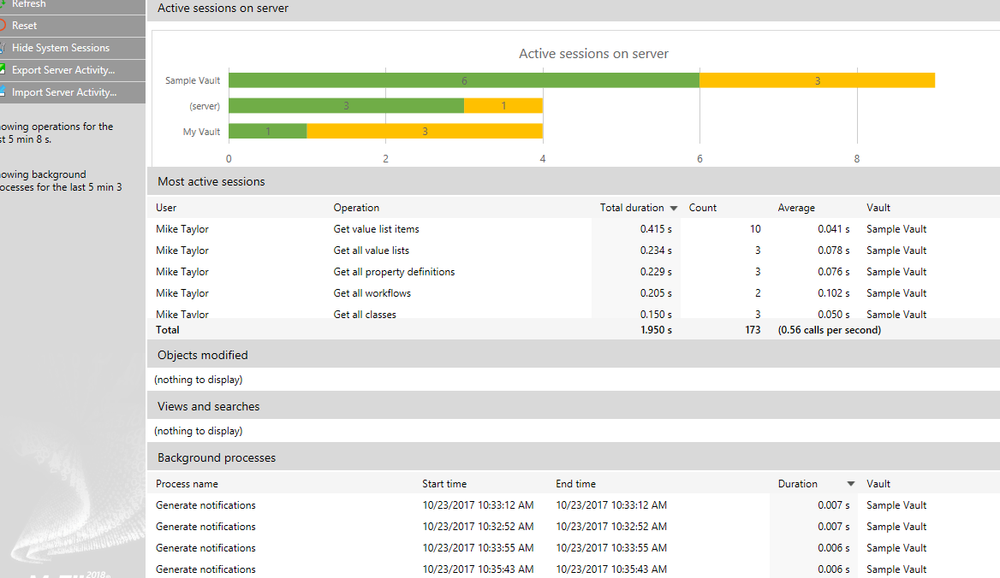 Refresh
Reset
Hide System Sessions
Export Server Activity...
Import Server Activity...
owing operations for the
st 5 min 8 s.
owing background
ocesses for the last 5 min 3
2018
Active sessions on server
Active sessions on server
Sample Vault 6 3
(server) 3 1
My Vault 1 3
0 2 4 6 8
Most active sessions
User Operation Total duration Count Average Vault
Mike Taylor Get value list items 0.415 s 10 0.041 s Sample Vault
Mike Taylor Get all value lists 0.234 s 3 0.078 s Sample Vault
Mike Taylor Get all property definitions 0.229 s 3 0.076 s Sample Vault
Mike Taylor Get all workflows 0.205 s 2 0.102 s Sample Vault
Mike Taylor Get all classes 0.150 s 3 0.050 s Sample Vault
Total 1.950 s 173 (0.56 calls per second)
Objects modified
(nothing to display)
Views and searches
(nothing to display)
Background processes
Process name Start time End time Duration Vault
Generate notifications 10/23/2017 10:33:12 AM 10/23/2017 10:33:12 AM 0.007 s Sample Vault
Generate notifications 10/23/2017 10:32:52 AM 10/23/2017 10:32:52 AM 0.007 s Sample Vault
Generate notifications 10/23/2017 10:33:55 AM 10/23/2017 10:33:55 AM 0.006 s Sample Vault
Generate notifications 10/23/2017 10:35:43 AM 10/23/2017 10:35:43 AM 0.006 s Sample Vault